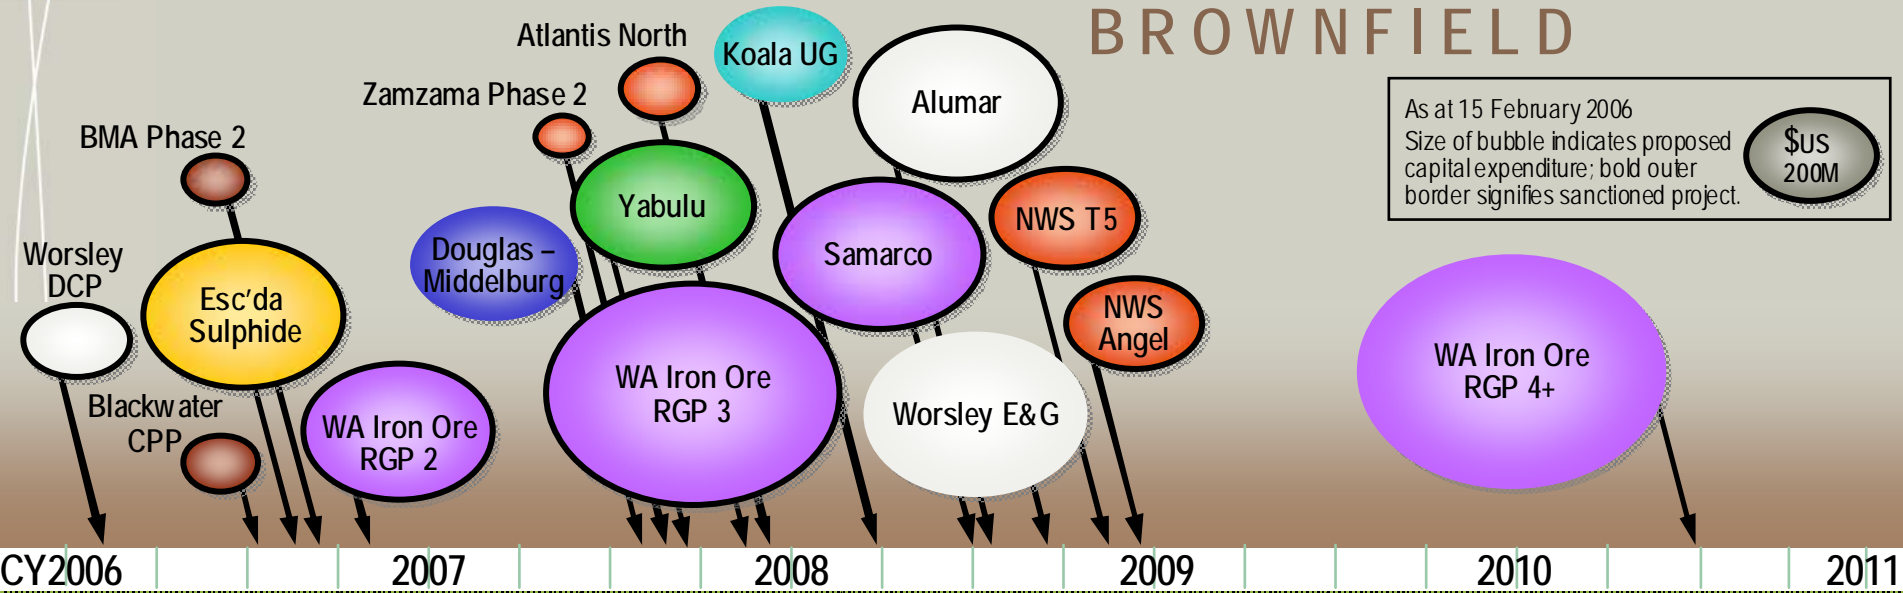 BROWNFIELD
Atlantis North
Koala UG
Zamzama Phase 2
Alumar
As at 15 February 2006
Size of bubble indicates proposed
capital expenditure; bold outer
border signifies sanctioned project.
$US
200M
BMA Phase 2
Yabulu
NWS T5
Douglas –
Middelburg
Samarco
Worsley
DCP
Esc'da
Sulphide
NWS
Angel
WA Iron Ore
RGP 3
WA Iron Ore
RGP 4+
Blackwater
CPP
WA Iron Ore
RGP 2
Worsley E&G
CY2006 2007 2008 2009 2010 2011